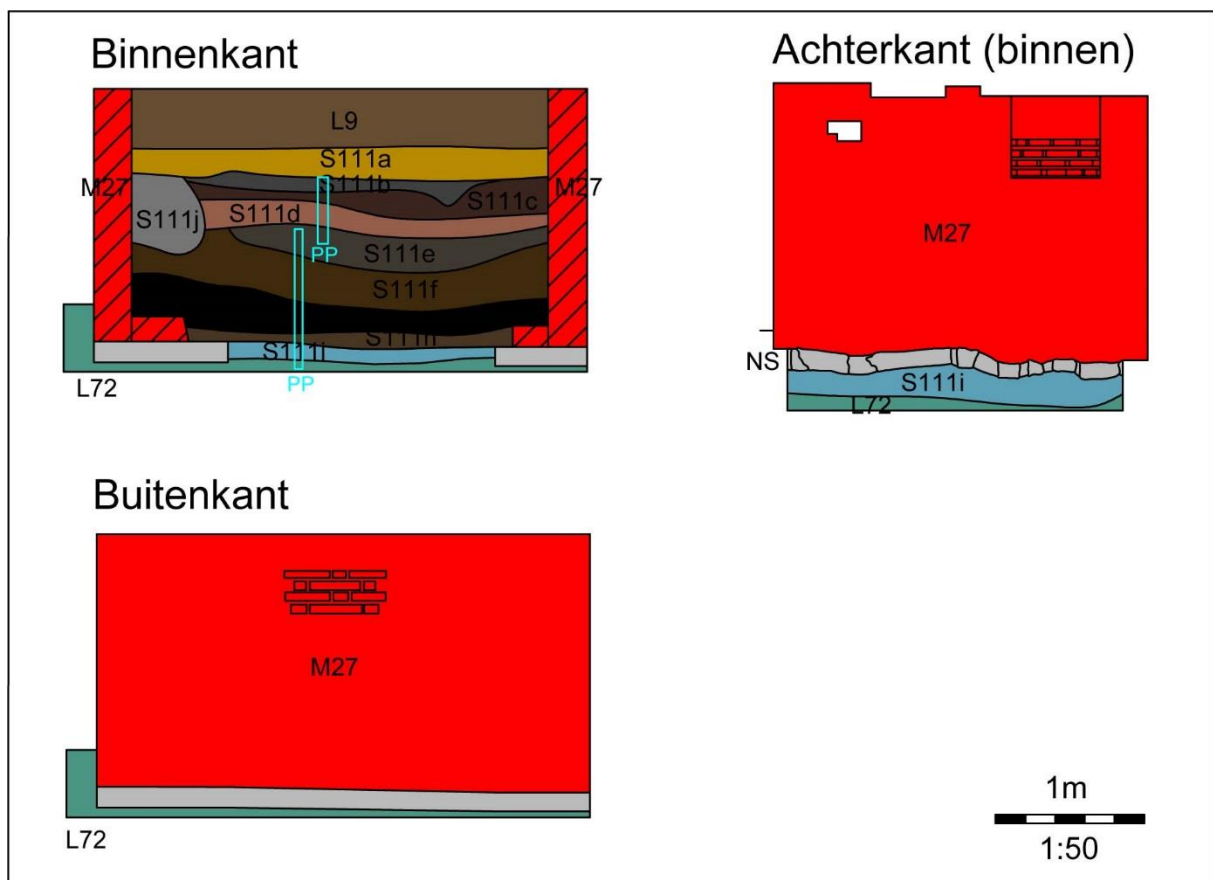 Binnenkant
Achterkant (binnen)
L9
S111a
M27
M27
S111b
S111c
S111j
S111d
S111e
PP
M27
S111f
S111i
PP
L72
NS
S111i
L72
Buitenkant
M27
L72
1m
1:50